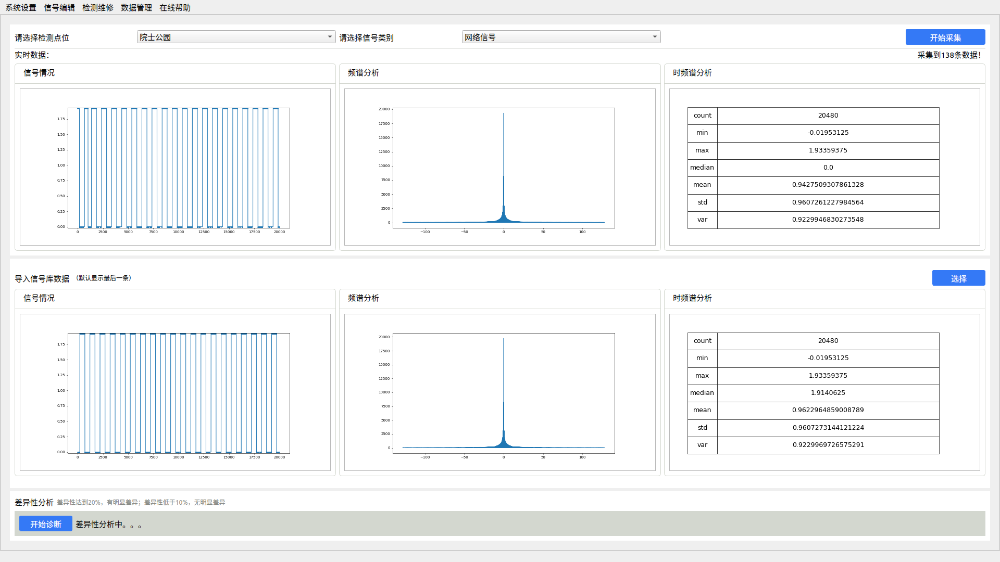 系统设置 信号编辑 检测维修 数据管理 在线帮助
请选择检测点位 院士公园 请选择信号类别 网络信号 开始采集
实时数据： 采集到138条数据！
信号情况 频谱分析 时频谱分析
1.75
1.50
1.25
1.00
0.75
0.50
0.25
0.00
0 2500 5000 7500 10000 12500 15000 17500 20000
20000
17500
15000
12500
10000
7500
5000
2500
0
−100 −50 0 50 100
count 20480
min -0.01953125
max 1.93359375
median 0.0
mean 0.9427509307861328
std 0.9607261227984564
var 0.9229946830273548
导入信号库数据 （默认显示最后一条） 选择
信号情况 频谱分析 时频谱分析
1.75
1.50
1.25
1.00
0.75
0.50
0.25
0.00
0 2500 5000 7500 10000 12500 15000 17500 20000
20000
17500
15000
12500
10000
7500
5000
2500
0
−100 −50 0 50 100
count 20480
min -0.01953125
max 1.93359375
median 1.9140625
mean 0.9622964859008789
std 0.9607273144121224
var 0.9229969726575291
差异性分析 差异性达到20%，有明显差异；差异性低于10%，无明显差异
开始诊断 差异性分析中。。。